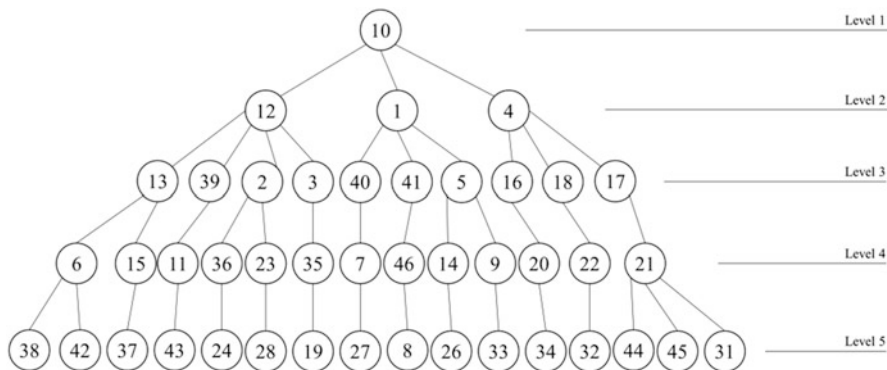 10 Level 1
12 1 4 Level 2
13 39 2 3 40 41 5 16 18 17 Level 3
6 15 11 36 23 35 7 46 14 9 20 22 21 Level 4
38 42 37 43 24 28 19 27 8 26 33 34 32 44 45 31 Level 5